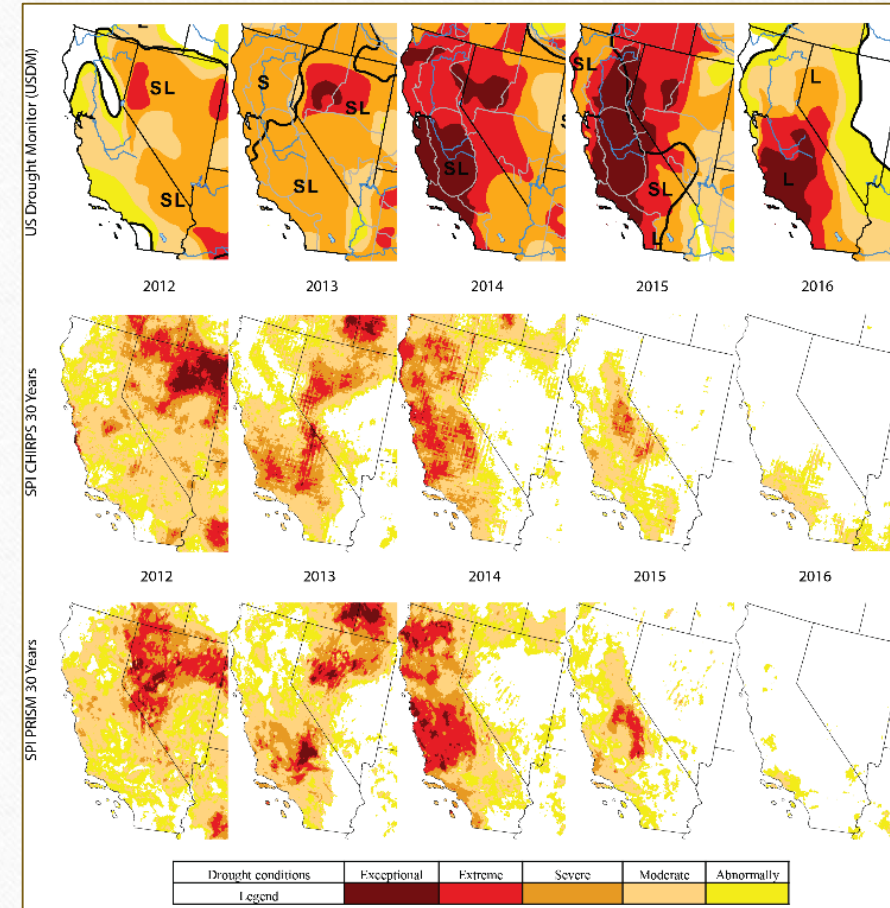 US Drought Monitor (USDM)
SL
SL
S
SL
SL
SL
SL
L
SL
SL
L
L
L
S
2012
2013
2014
2015
2016
SPI CHIRPS 30 Years
2012
2013
2014
2015
2016
SPI PRISM 30 Years
Drought conditions Exceptional Extreme Severe Moderate Abnormally
Legend